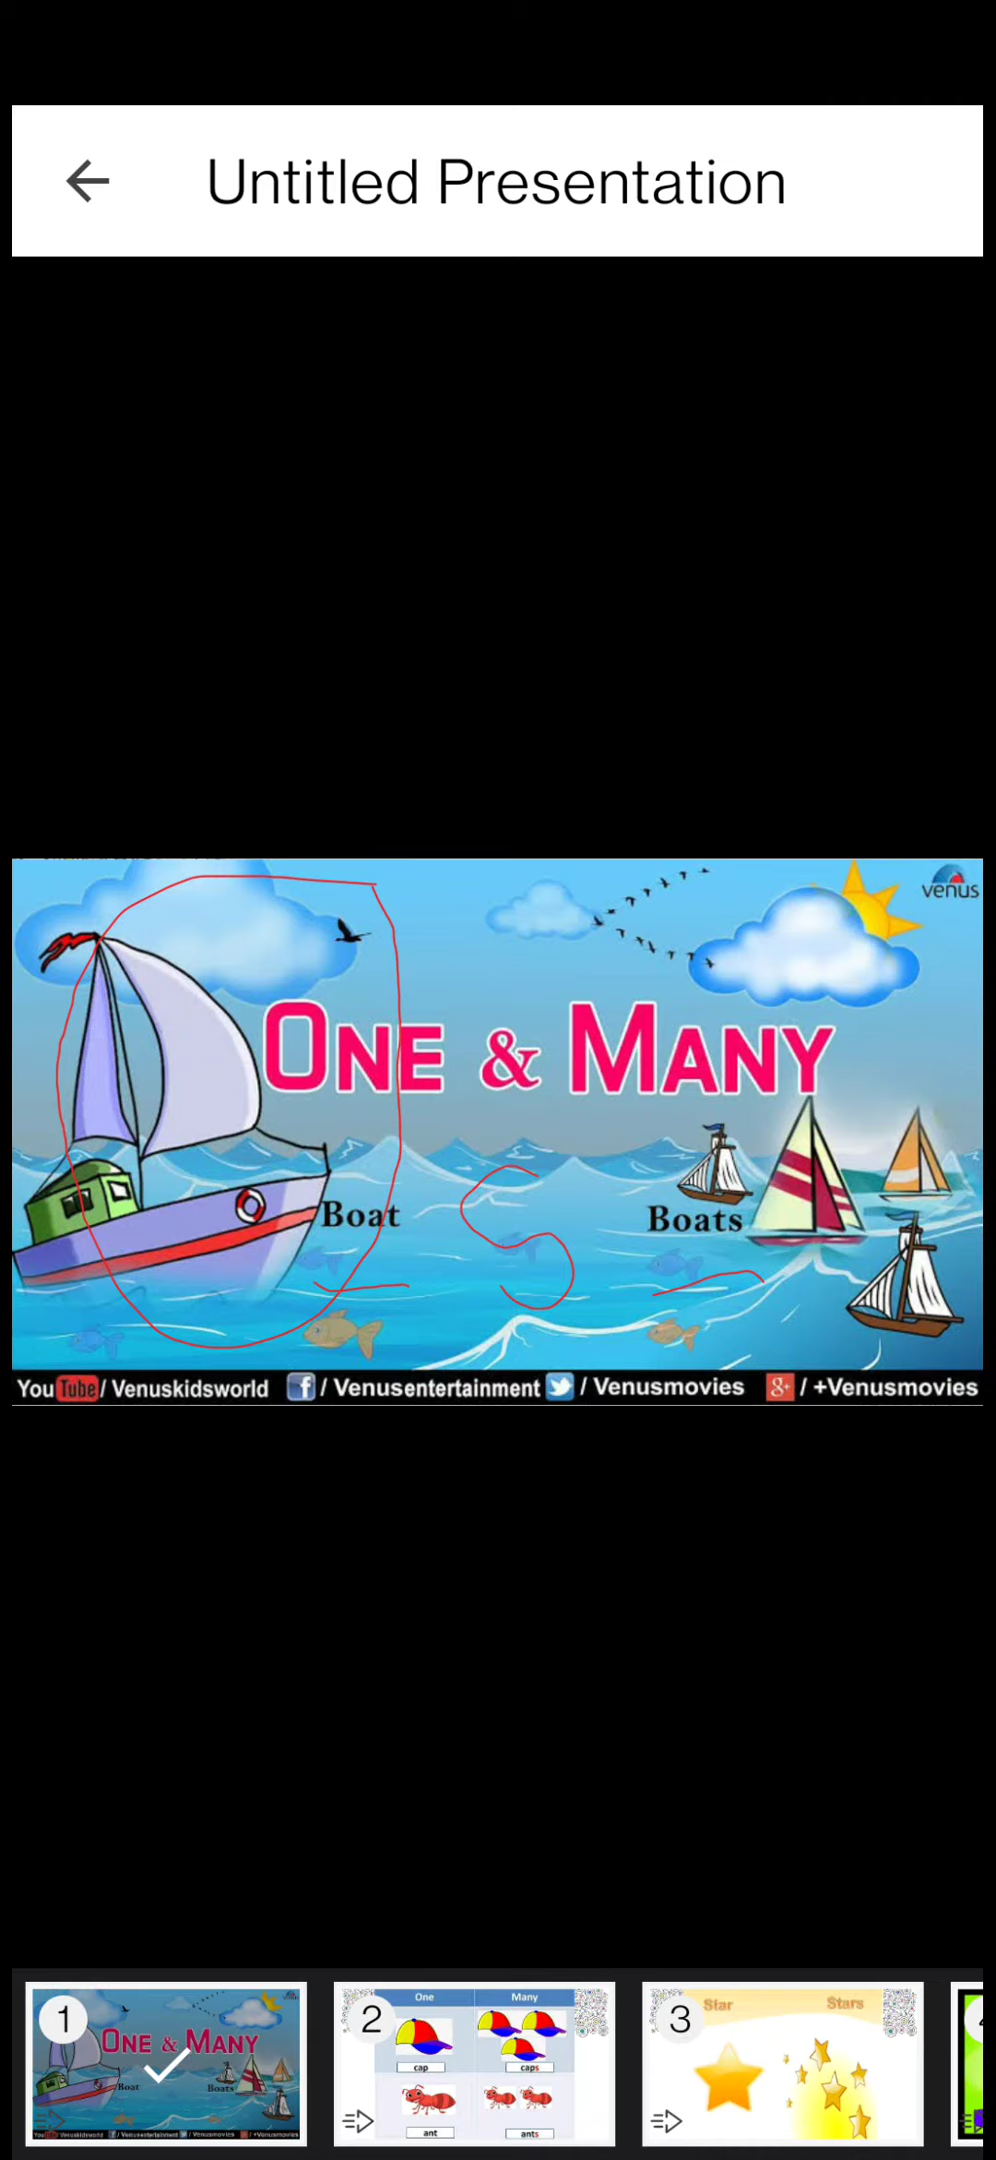 Untitled Presentation
venus
ONE & MANY
Boat
S
Boats
YouTube / Venuskidsworld f / Venusentertainment / Venusmovies g+ / +Venusmovies
1
ONE & MANY
Boat
Boats
2
One Many
cap caps
ant ants
3
Star Stars